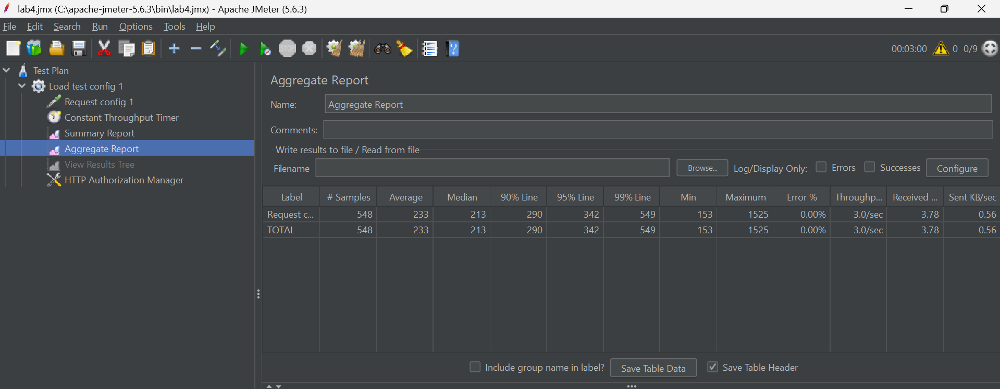 lab4.jmx (C:\apache-jmeter-5.6.3\bin\lab4.jmx) - Apache JMeter (5.6.3)
File Edit Search Run Options Tools Help
STOP 00:03:00 0 0/9
Test Plan
Load test config 1
Request config 1
Constant Throughput Timer
Summary Report
Aggregate Report
View Results Tree
HTTP Authorization Manager
Aggregate Report
Name: Aggregate Report
Comments:
Write results to file / Read from file
Filename Browse... Log/Display Only: Errors Successes Configure
Label # Samples Average Median 90% Line 95% Line 99% Line Min Maximum Error % Throughp... Received ... Sent KB/sec
Request c... 548 233 213 290 342 549 153 1525 0.00% 3.0/sec 3.78 0.56
TOTAL 548 233 213 290 342 549 153 1525 0.00% 3.0/sec 3.78 0.56
Include group name in label? Save Table Data Save Table Header